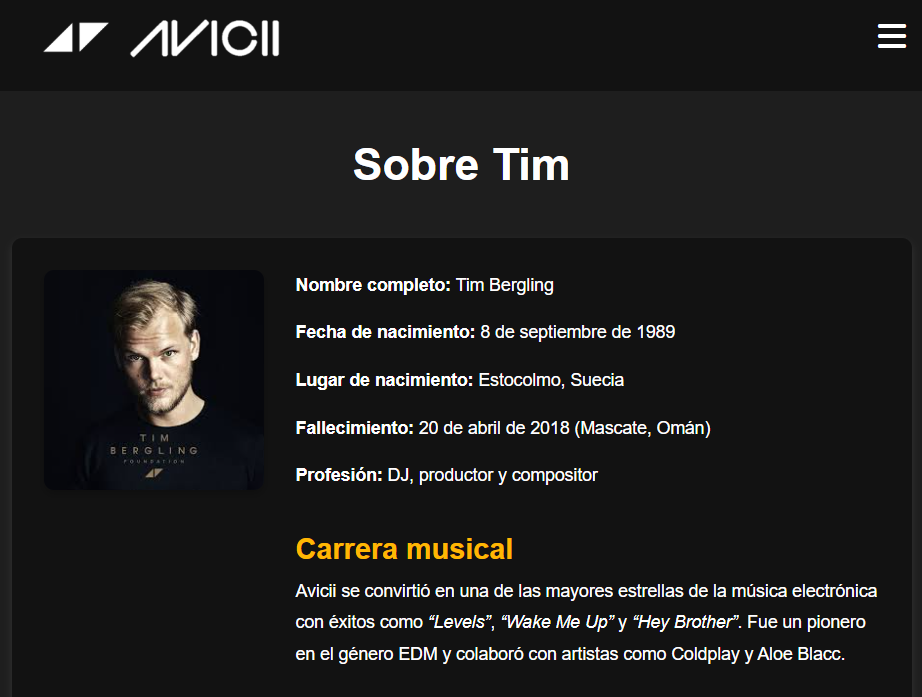 AVICII
Sobre Tim
Nombre completo: Tim Bergling
Fecha de nacimiento: 8 de septiembre de 1989
Lugar de nacimiento: Estocolmo, Suecia
Fallecimiento: 20 de abril de 2018 (Mascate, Omán)
Profesión: DJ, productor y compositor
TIM
BERGLING
FOUNDATION
Carrera musical
Avicii se convirtió en una de las mayores estrellas de la música electrónica
con éxitos como “Levels”, “Wake Me Up” y “Hey Brother”. Fue un pionero
en el género EDM y colaboró con artistas como Coldplay y Aloe Blacc.